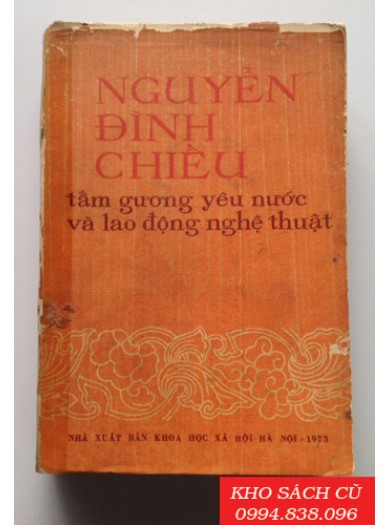 NGUYỄN
ĐÌNH
CHIỂU
tấm gương yêu nước
và lao động nghệ thuật
NHÀ XUẤT BẢN KHOA HỌC XÃ HỘI HÀ NỘI - 1973
KHO SÁCH CŨ
0994.838.096